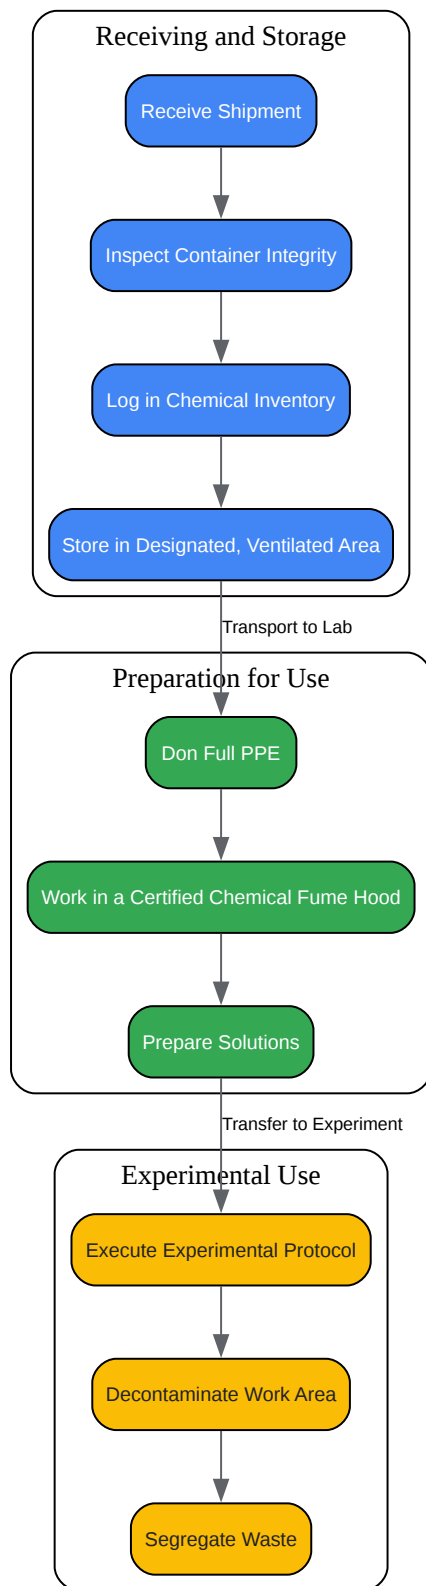 Receiving and Storage
Receive Shipment
Inspect Container Integrity
Log in Chemical Inventory
Store in Designated, Ventilated Area
Transport to Lab
Preparation for Use
Don Full PPE
Work in a Certified Chemical Fume Hood
Prepare Solutions
Transfer to Experiment
Experimental Use
Execute Experimental Protocol
Decontaminate Work Area
Segregate Waste